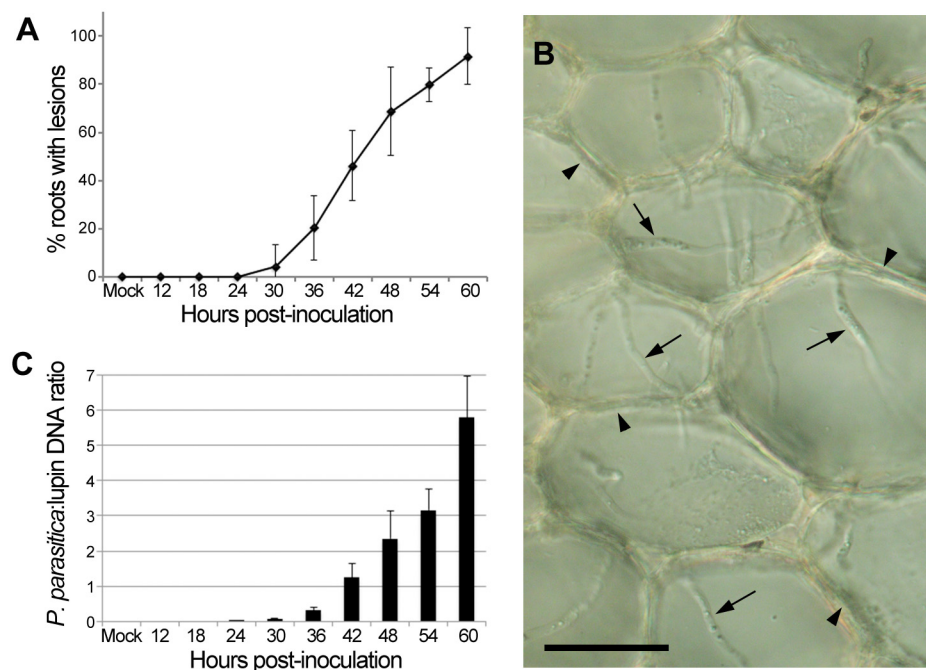 A
100
80
60
40
20
0
% roots with lesions
Mock 12 18 24 30 36 42 48 54 60
Hours post-inoculation
B
C
7
6
5
4
3
2
1
0
P. parasitica:lupin DNA ratio
Mock 12 18 24 30 36 42 48 54 60
Hours post-inoculation